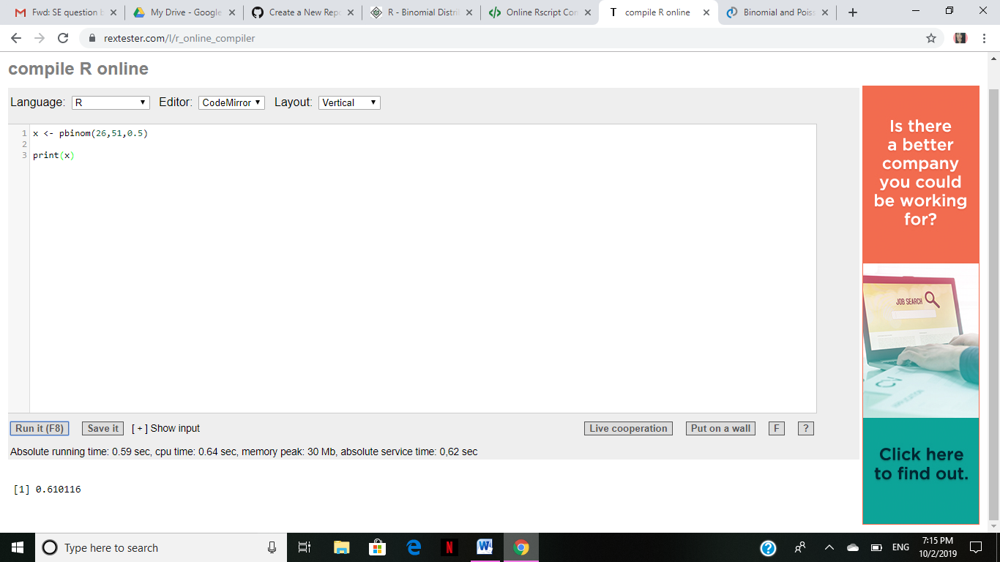 Fwd: SE question b
My Drive - Google
Create a New Repo
R - Binomial Distri
Online Rscript Com
compile R online
Binomial and Poiss
rextester.com/l/r_online_compiler
compile R online
Language: R Editor: CodeMirror Layout: Vertical
1 x <- pbinom(26,51,0.5)
2
3 print(x)
Run it (F8) Save it [ + ] Show input Live cooperation Put on a wall F ?
Absolute running time: 0.59 sec, cpu time: 0.64 sec, memory peak: 30 Mb, absolute service time: 0,62 sec
[1] 0.610116
Is there
a better
company
you could
be working
for?
JOB SEARCH
Click here
to find out.
Type here to search
ENG
7:15 PM
10/2/2019